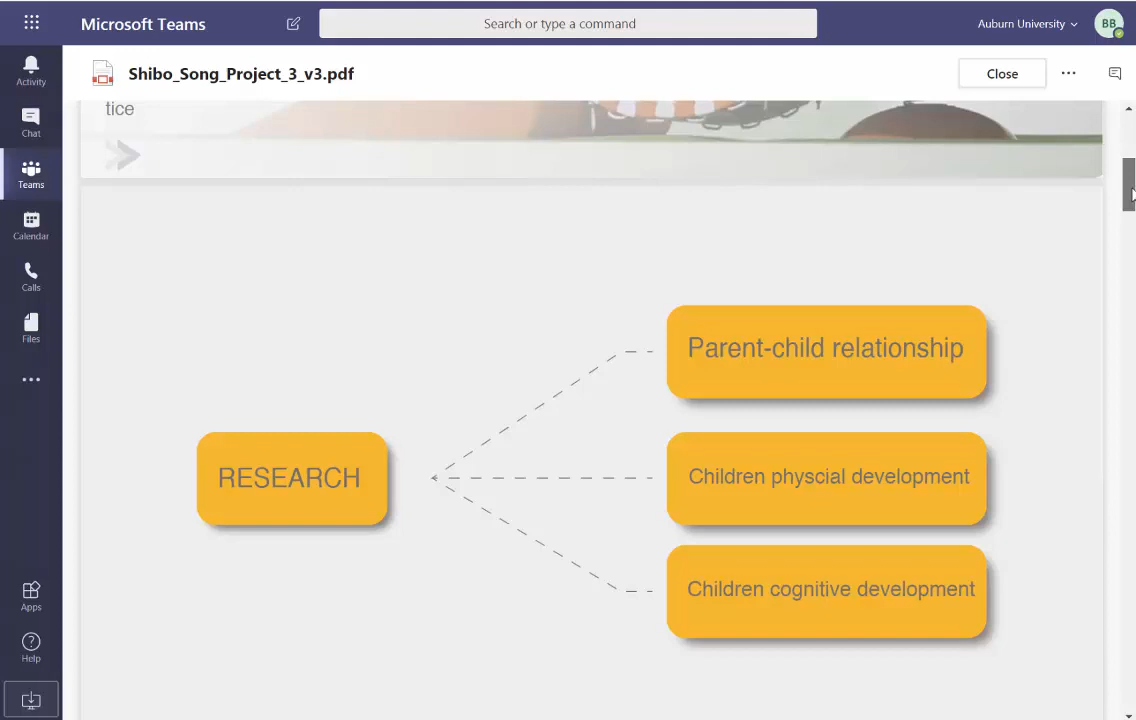 Microsoft Teams
Search or type a command
Auburn University
BB
Activity
Chat
Teams
Calendar
Calls
Files
Apps
Help
Shibo_Song_Project_3_v3.pdf
Close
tice
RESEARCH
Parent-child relationship
Children physcial development
Children cognitive development